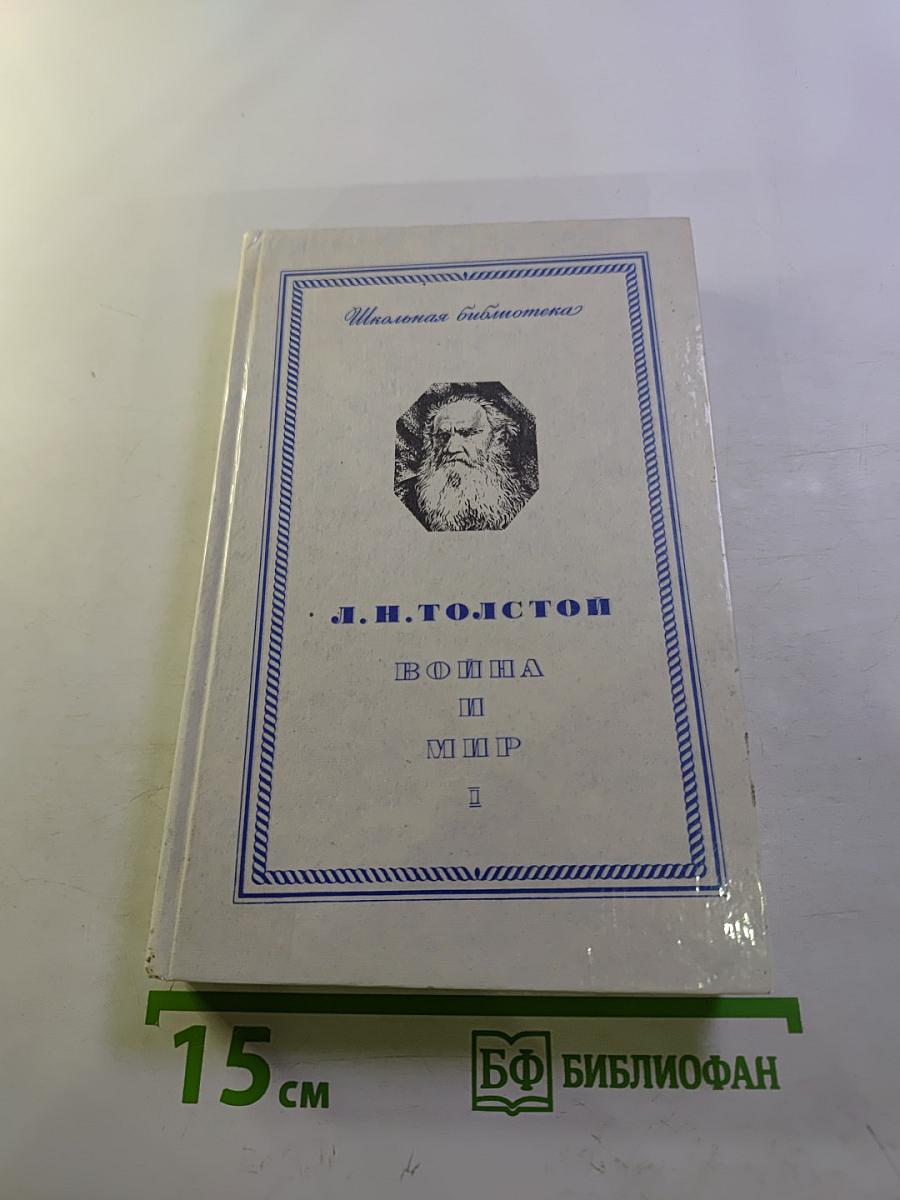 Школьная библиотека
Л. Н. ТОЛСТОЙ
ВОЙНА
И
МИР
I
15 см
БФ БИБЛИОФАН